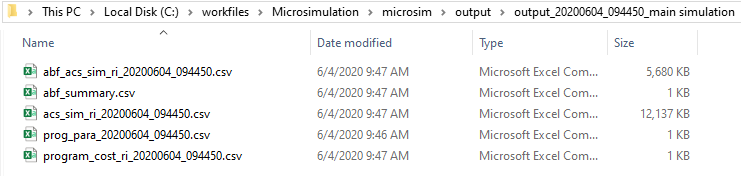 This PC > Local Disk (C:) > workfiles > Microsimulation > microsim > output > output_20200604_094450_main simulation
Name Date modified Type Size
abf_acs_sim_ri_20200604_094450.csv 6/4/2020 9:47 AM Microsoft Excel Com... 5,680 KB
abf_summary.csv 6/4/2020 9:47 AM Microsoft Excel Com... 1 KB
acs_sim_ri_20200604_094450.csv 6/4/2020 9:47 AM Microsoft Excel Com... 12,137 KB
prog_para_20200604_094450.csv 6/4/2020 9:46 AM Microsoft Excel Com... 1 KB
program_cost_ri_20200604_094450.csv 6/4/2020 9:47 AM Microsoft Excel Com... 1 KB